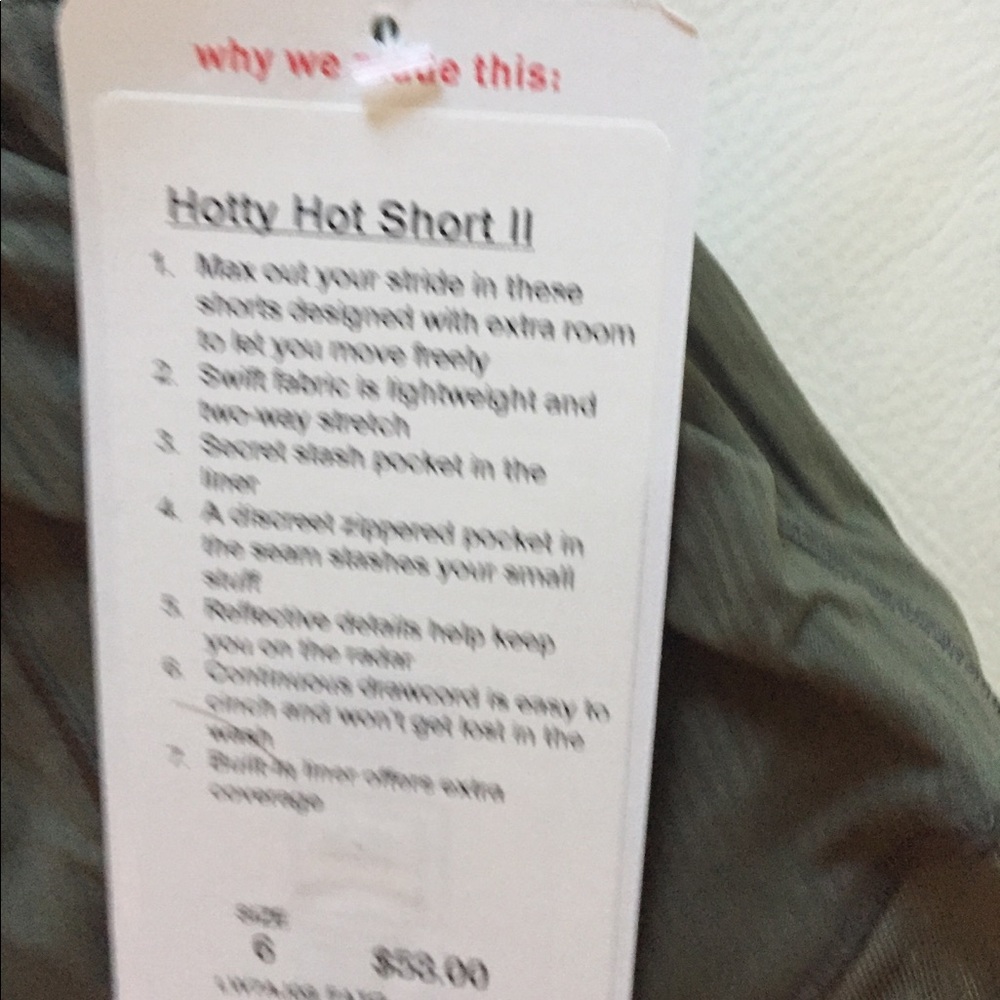 why we made this:
Hotty Hot Short II
1. Max out your stride in these
shorts designed with extra room
to let you move freely
2. Swift fabric is lightweight and
two-way stretch
3. Secret stash pocket in the
liner
4. A discreet zippered pocket in
the seam stashes your small
stuff
5. Reflective details help keep
you on the radar
6. Continuous drawcord is easy to
cinch and won't get lost in the
wash
7. Built-in liner offers extra
coverage
SIZE
6 $58.00